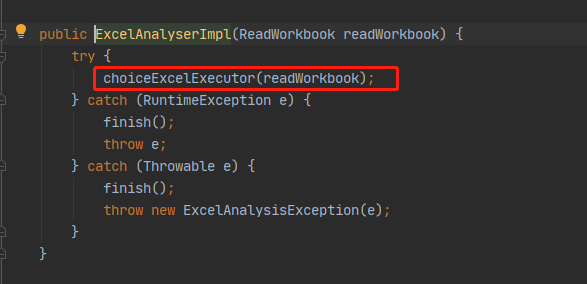 public ExcelAnalyserImpl(ReadWorkbook readWorkbook) {
try {
choiceExcelExecutor(readWorkbook);
} catch (RuntimeException e) {
finish();
throw e;
} catch (Throwable e) {
finish();
throw new ExcelAnalysisException(e);
}
}